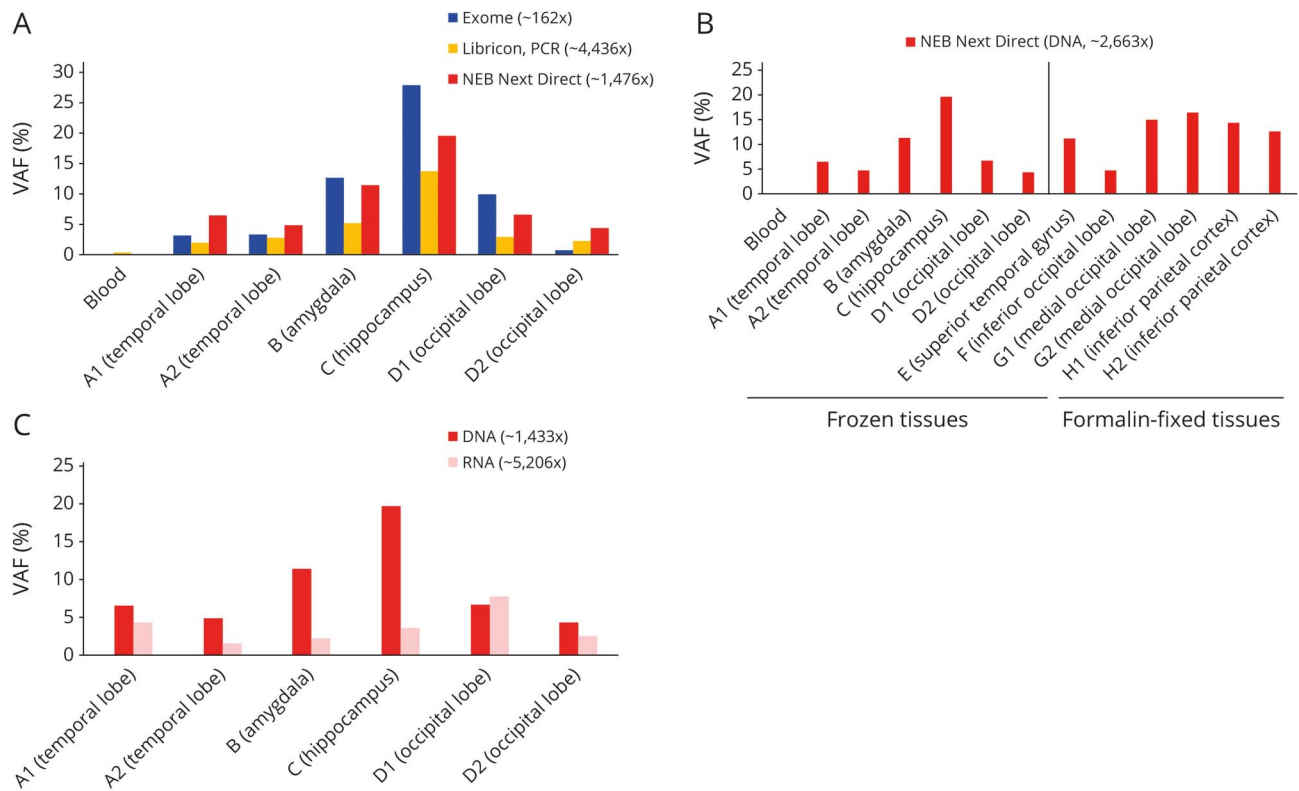 A
Exome (~162x)
Libricon, PCR (~4,436x)
NEB Next Direct (~1,476x)
VAF (%)
30
25
20
15
10
5
0
Blood
A1 (temporal lobe)
A2 (temporal lobe)
B (amygdala)
C (hippocampus)
D1 (occipital lobe)
D2 (occipital lobe)
B
NEB Next Direct (DNA, ~2,663x)
VAF (%)
25
20
15
10
5
0
Blood
A1 (temporal lobe)
A2 (temporal lobe)
B (amygdala)
C (hippocampus)
D1 (occipital lobe)
D2 (occipital lobe)
E (superior temporal gyrus)
F (inferior occipital lobe)
G1 (medial occipital lobe)
G2 (medial occipital lobe)
H1 (inferior parietal cortex)
H2 (inferior parietal cortex)
Frozen tissues
Formalin-fixed tissues
C
DNA (~1,433x)
RNA (~5,206x)
VAF (%)
25
20
15
10
5
0
A1 (temporal lobe)
A2 (temporal lobe)
B (amygdala)
C (hippocampus)
D1 (occipital lobe)
D2 (occipital lobe)